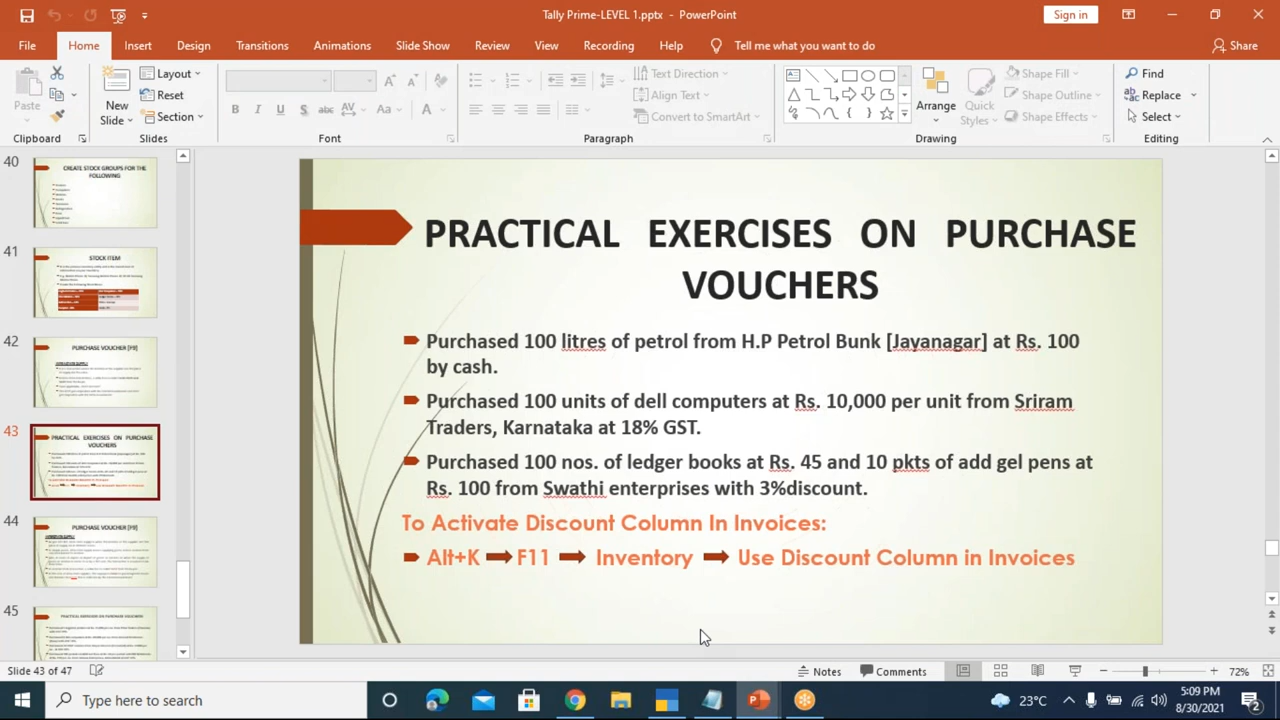 Tally Prime-LEVEL 1.pptx - PowerPoint
Sign in
File Home Insert Design Transitions Animations Slide Show Review View Recording Help Tell me what you want to do Share
Paste
New Slide
Layout
Reset
Section
Text Direction
Align Text
Convert to SmartArt
Arrange
Quick Styles
Shape Fill
Shape Outline
Shape Effects
Find
Replace
Select
Clipboard Slides Font Paragraph Drawing Editing
40
CREATE STOCK GROUPS FOR THE
FOLLOWING
41
STOCK ITEM
42
PURCHASE VOUCHER [F9]
43
PRACTICAL EXERCISES ON PURCHASE
VOUCHERS
44
PURCHASE VOUCHER [F9]
45
PRACTICAL EXERCISES ON PURCHASE VOUCHERS
PRACTICAL EXERCISES ON PURCHASE
VOUCHERS
Purchased 100 litres of petrol from H.P Petrol Bunk [Jayanagar] at Rs. 100
by cash.
Purchased 100 units of dell computers at Rs. 10,000 per unit from Sriram
Traders, Karnataka at 18% GST.
Purchased 100 nos. of ledger books at Rs. 45 and 10 pkts and gel pens at
Rs. 100 from Swathi enterprises with 3%discount.
To Activate Discount Column In Invoices:
Inventory Column Invoices
Slide 43 of 47
Notes Comments 72%
Type here to search
23°C
5:09 PM
8/30/2021
2